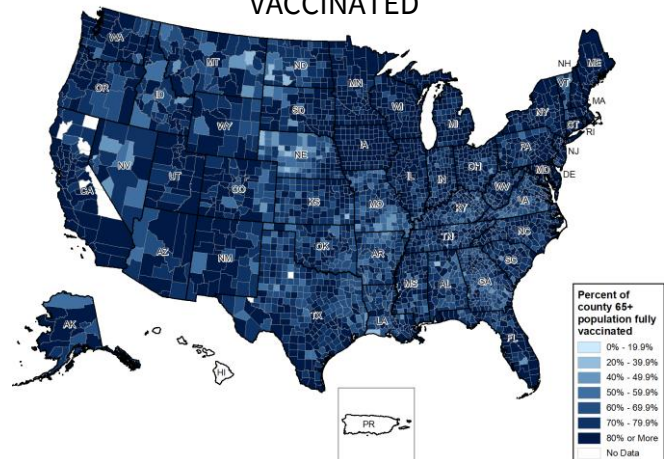 VACCINATED
WA
MT
ND
MN
OR
ID
WY
SD
WI
MI
NH
VT
ME
NY
MA
CT
RI
NV
UT
CO
NE
IA
IL
IN
OH
PA
NJ
MD
DE
CA
AZ
NM
KS
MO
KY
WV
VA
OK
AR
TN
NC
SC
TX
LA
MS
AL
GA
FL
AK
HI
PR
Percent of
county 65+
population fully
vaccinated
0% - 19.9%
20% - 39.9%
40% - 49.9%
50% - 59.9%
60% - 69.9%
70% - 79.9%
80% or More
No Data